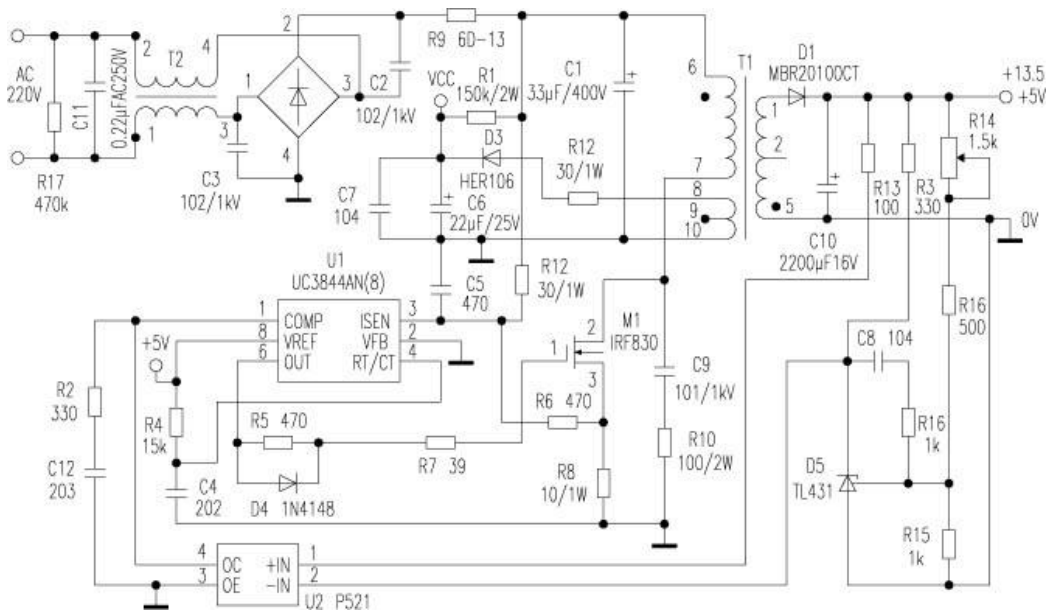 2
R9 6D-13
6
T1
D1
MBR20100CT
2
T2
4
AC
220V
C11
0.22µFAC250V
1
3
C2
102/1kV
VCC
R1
150k/2W
C1
33µF/400V
+
1
+13.5
+5V
R14
1.5k
1
3
4
D3
HER106
R12
30/1W
7
8
9
10
2
5
+
R13
100
R3
330
0V
R17
470k
C3
102/1kV
C7
104
+
C6
22µF/25V
C10
2200µF16V
U1
UC3844AN(8)
C5
470
R12
30/1W
1
8
6
COMP
VREF
OUT
ISEN
VFB
RT/CT
3
2
4
2
M1
IRF830
1
3
R16
500
+5V
C8 104
C9
101/1kV
R2
330
R4
15k
R5 470
R6 470
R7 39
R10
100/2W
R16
1k
C12
203
C4
202
D4 1N4148
R8
10/1W
D5
TL431
R15
1k
4
3
OC
OE
+IN
-IN
1
2
U2 P521